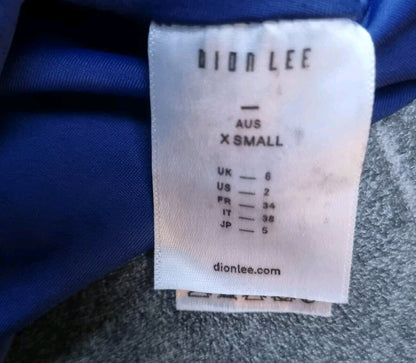 DION LEE
AUS
X SMALL
UK — 6
US — 2
FR — 34
IT — 38
JP — 5
dionlee.com